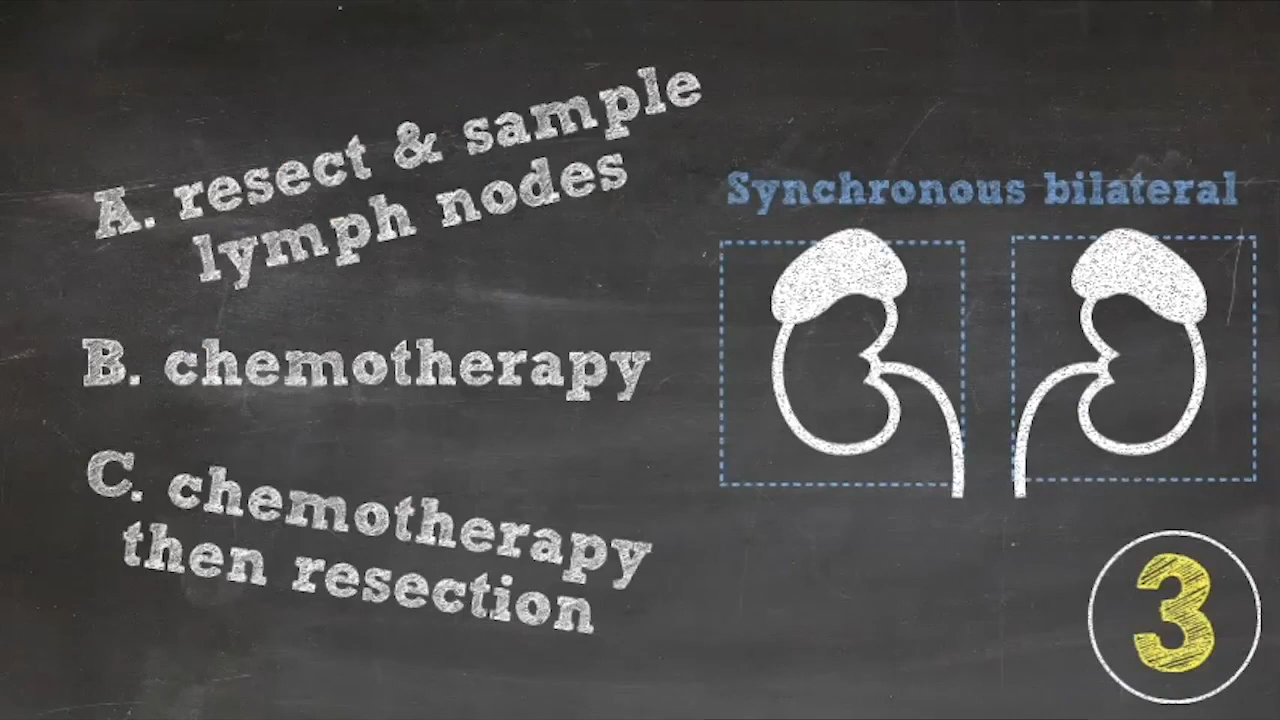 A. resect & sample
lymph nodes
B. chemotherapy
C. chemotherapy
then resection
Synchronous bilateral
3